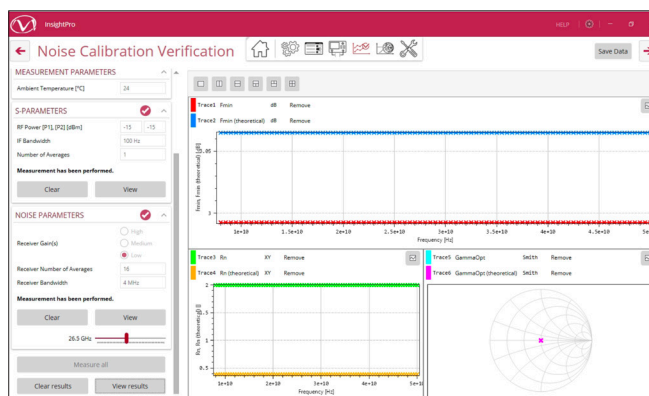 InsightPro
HELP
Noise Calibration Verification
Save Data
MEASUREMENT PARAMETERS
Ambient Temperature [°C] 24
S-PARAMETERS
RF Power [P1], [P2] [dBm] -15 -15
IF Bandwidth 100 Hz
Number of Averages 1
Measurement has been performed.
Clear View
NOISE PARAMETERS
High
Receiver Gain(s) Medium
Low
Receiver Number of Averages 16
Receiver Bandwidth 4 MHz
Measurement has been performed.
Clear View
26.5 GHz
Measure all
Clear results View results
Trace1 Fmin dB Remove
Trace2 Fmin (theoretical) dB Remove
Fmin, Fmin (theoretical) [dB]
3
1e+10 1.5e+10 2e+10 2.5e+10 3e+10 3.5e+10 4e+10 4.5e+10
Frequency [Hz]
Trace3 Rn XY Remove
Trace4 Rn (theoretical) XY Remove
Rn, Rn (theoretical) []
2
1.5
1
0.5
1e+10 2e+10 3e+10 4e+10
Frequency [Hz]
Trace5 GammaOpt Smith Remove
Trace6 GammaOpt (theoretical) Smith Remove